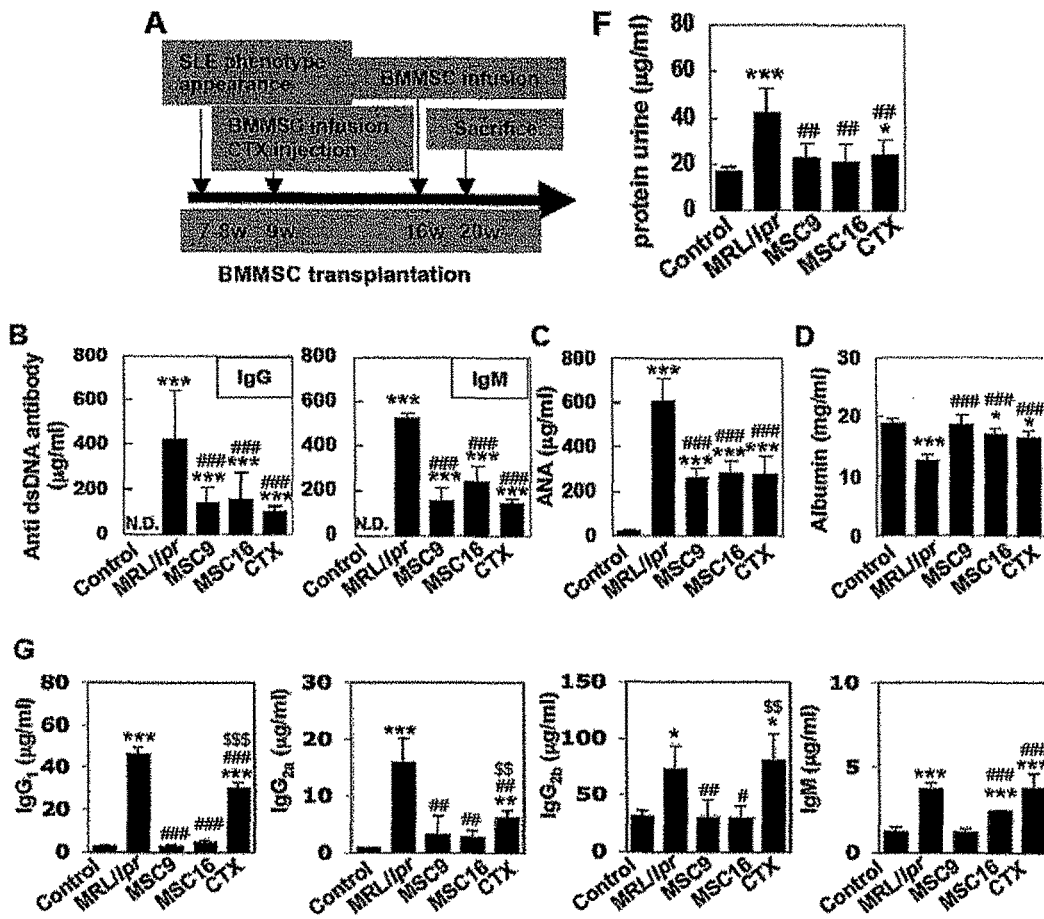 A
SLE phenotype
appearance
BMMSC infusion
BMMSC infusion
CTX injection
Sacrifice
7-8w 9w 16w 20w
BMMSC transplantation
F
protein urine (µg/ml)
80
60
40
20
0
***
##
##
##
*
Control
MRL/lpr
MSC9
MSC16
CTX
B
Anti dsDNA antibody
(µg/ml)
800
600
400
200
0
IgG
***
###
***
###
***
###
***
N.D.
Control
MRL/lpr
MSC9
MSC16
CTX
800
600
400
200
0
IgM
***
###
***
###
***
###
***
N.D.
Control
MRL/lpr
MSC9
MSC16
CTX
C
ANA (µg/ml)
800
600
400
200
0
***
###
***
###
***
###
***
Control
MRL/lpr
MSC9
MSC16
CTX
D
Albumin (mg/ml)
30
20
10
0
***
###
###
*
###
*
Control
MRL/lpr
MSC9
MSC16
CTX
G
IgG1 (µg/ml)
80
60
40
20
0
***
###
###
$$$
###
***
Control
MRL/lpr
MSC9
MSC16
CTX
IgG2a (µg/ml)
30
20
10
0
***
##
##
$$
##
**
Control
MRL/lpr
MSC9
MSC16
CTX
IgG2b (µg/ml)
150
100
50
0
*
##
#
$$
*
Control
MRL/lpr
MSC9
MSC16
CTX
IgM (µg/ml)
10
5
0
***
###
***
###
***
Control
MRL/lpr
MSC9
MSC16
CTX